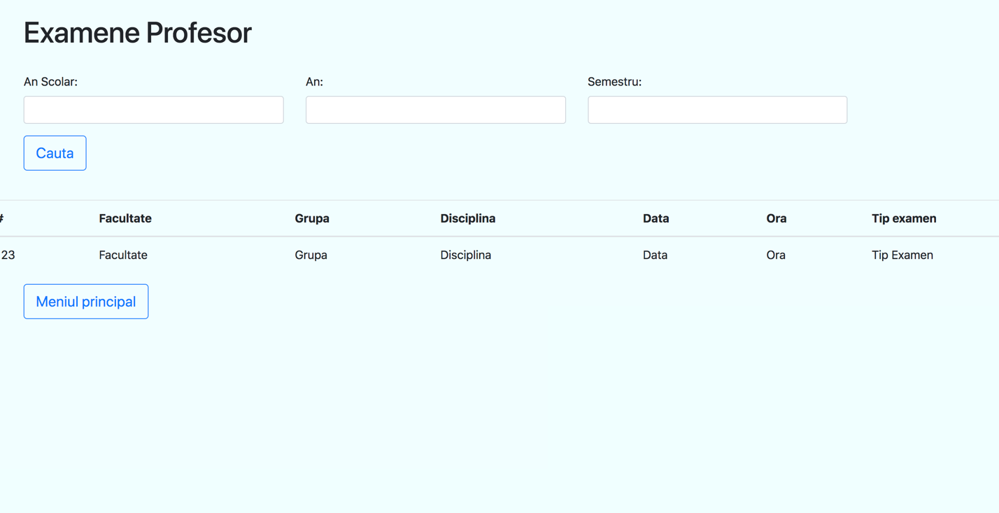 Examene Profesor
An Scolar: An: Semestru:
Cauta
# Facultate Grupa Disciplina Data Ora Tip examen
23 Facultate Grupa Disciplina Data Ora Tip Examen
Meniul principal